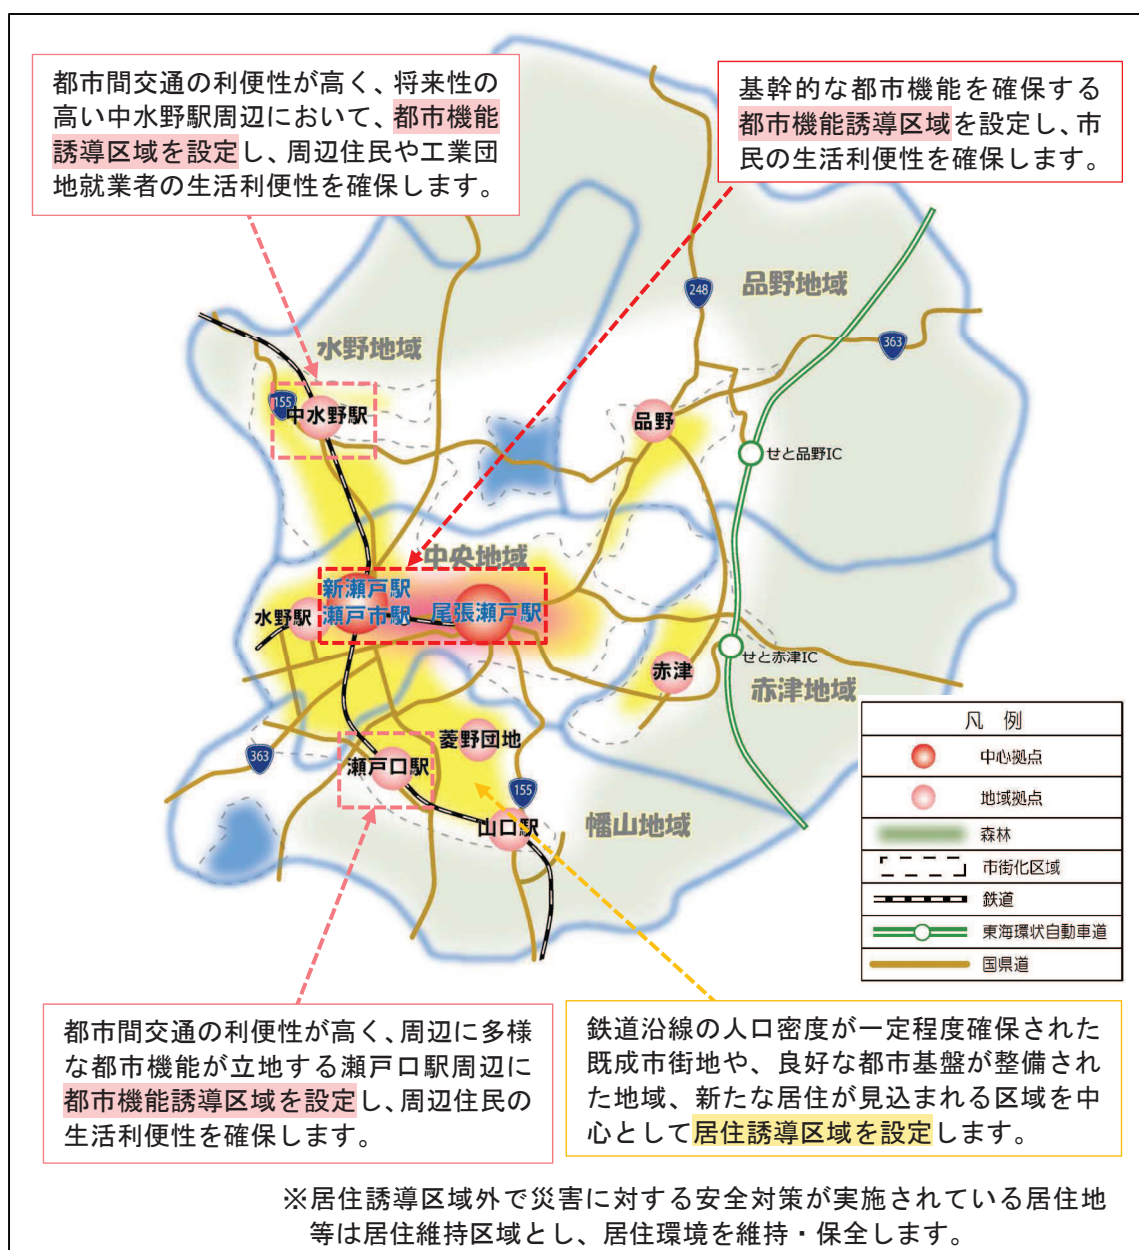 都市間交通の利便性が高く、将来性の
高い中水野駅周辺において、都市機能
誘導区域を設定し、周辺住民や工業団
地就業者の生活利便性を確保します。
基幹的な都市機能を確保する
都市機能誘導区域を設定し、市
民の生活利便性を確保します。
248
品野地域
363
水野地域
155
中水野駅
品野
せと品野IC
中央地域
新瀬戸駅
瀬戸市駅
尾張瀬戸駅
水野駅
せと赤津IC
赤津
赤津地域
菱野団地
363
瀬戸口駅
155
山口駅
幡山地域
凡 例
中心拠点
地域拠点
森林
市街化区域
鉄道
東海環状自動車道
国県道
都市間交通の利便性が高く、周辺に多様
な都市機能が立地する瀬戸口駅周辺に
都市機能誘導区域を設定し、周辺住民の
生活利便性を確保します。
鉄道沿線の人口密度が一定程度確保された
既成市街地や、良好な都市基盤が整備され
た地域、新たな居住が見込まれる区域を中
心として居住誘導区域を設定します。
※居住誘導区域外で災害に対する安全対策が実施されている居住地
等は居住維持区域とし、居住環境を維持・保全します。